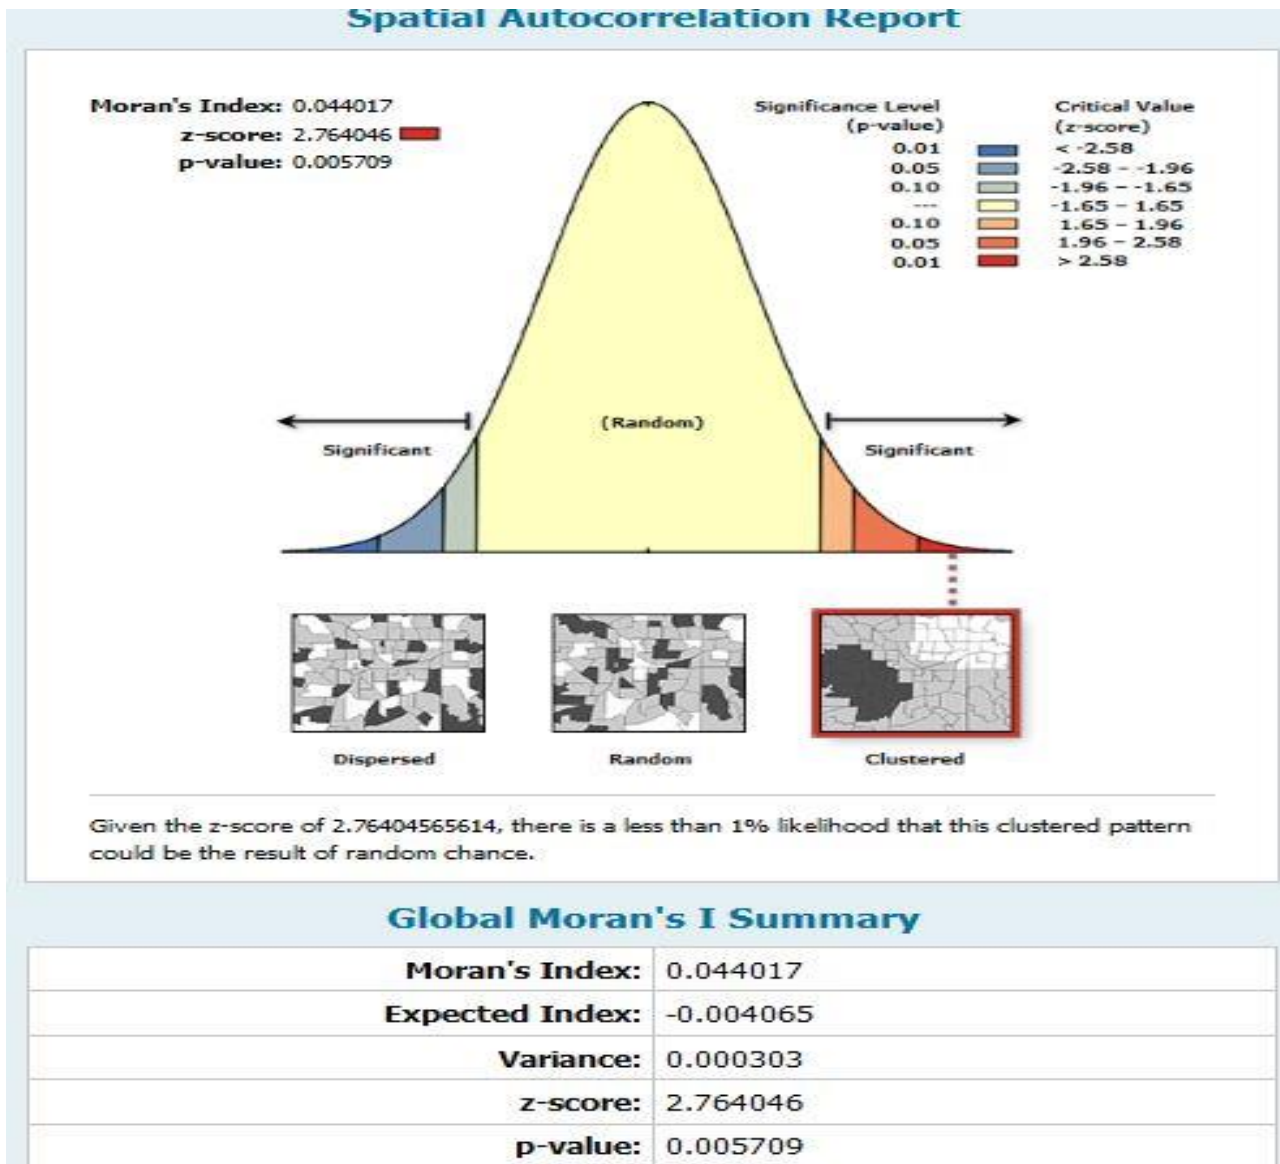 Spatial Autocorrelation Report
Moran's Index: 0.044017
z-score: 2.764046
p-value: 0.005709
Significance Level
(p-value)
Critical Value
(z-score)
0.01 < -2.58
0.05 -2.58 – -1.96
0.10 -1.96 – -1.65
--- -1.65 – 1.65
0.10 1.65 – 1.96
0.05 1.96 – 2.58
0.01 > 2.58
(Random)
Significant
Significant
Dispersed
Random
Clustered
Given the z-score of 2.76404565614, there is a less than 1% likelihood that this clustered pattern
could be the result of random chance.
Global Moran's I Summary
Moran's Index: 0.044017
Expected Index: -0.004065
Variance: 0.000303
z-score: 2.764046
p-value: 0.005709